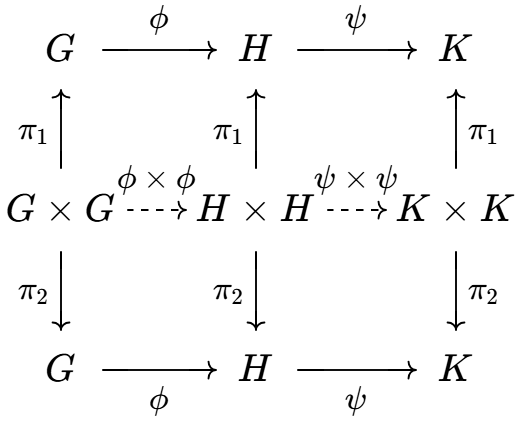 ϕ ψ
G H K
π₁ π₁ π₁
ϕ × ϕ ψ × ψ
G × G H × H K × K
π₂ π₂ π₂
G H K
ϕ ψ